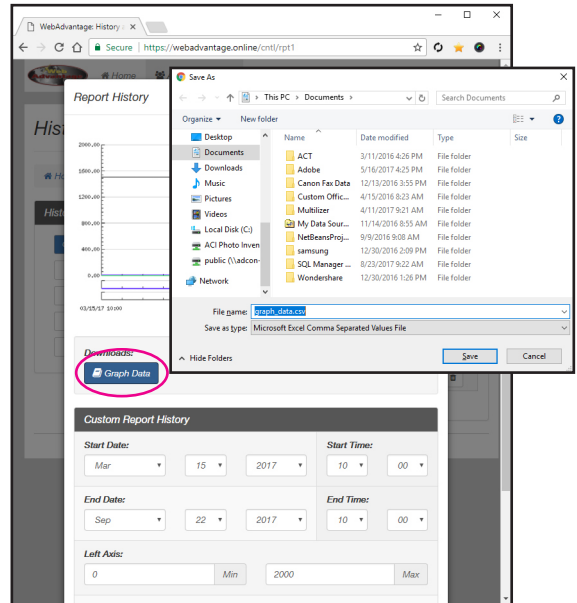 WebAdvantage: History :
Secure | https://webadvantage.online/cntl/rpt1
Home
Report History
2000.00
1600.00
1200.00
800.00
400.00
0.00
03/15/17 10:00
Save As
This PC > Documents >
Search Documents
Organize
New folder
Desktop
Documents
Downloads
Music
Pictures
Videos
Local Disk (C:)
ACI Photo Inven
public (\\adcon-
Network
Name Date modified Type Size
ACT 3/11/2016 4:26 PM File folder
Adobe 5/16/2017 4:25 PM File folder
Canon Fax Data 12/13/2016 3:55 PM File folder
Custom Offic... 4/15/2016 8:23 AM File folder
Multilizer 4/11/2017 9:21 AM File folder
My Data Sour... 11/14/2016 8:55 AM File folder
NetBeansProj... 9/9/2016 9:08 AM File folder
samsung 12/30/2016 2:09 PM File folder
SQL Manager ... 8/23/2017 9:22 AM File folder
Wondershare 12/30/2016 1:26 PM File folder
File name: graph_data.csv
Save as type: Microsoft Excel Comma Separated Values File
Hide Folders
Save
Cancel
Downloads:
Graph Data
Custom Report History
Start Date: Start Time:
Mar 15 2017 10 00
End Date: End Time:
Sep 22 2017 10 00
Left Axis:
0 Min 2000 Max